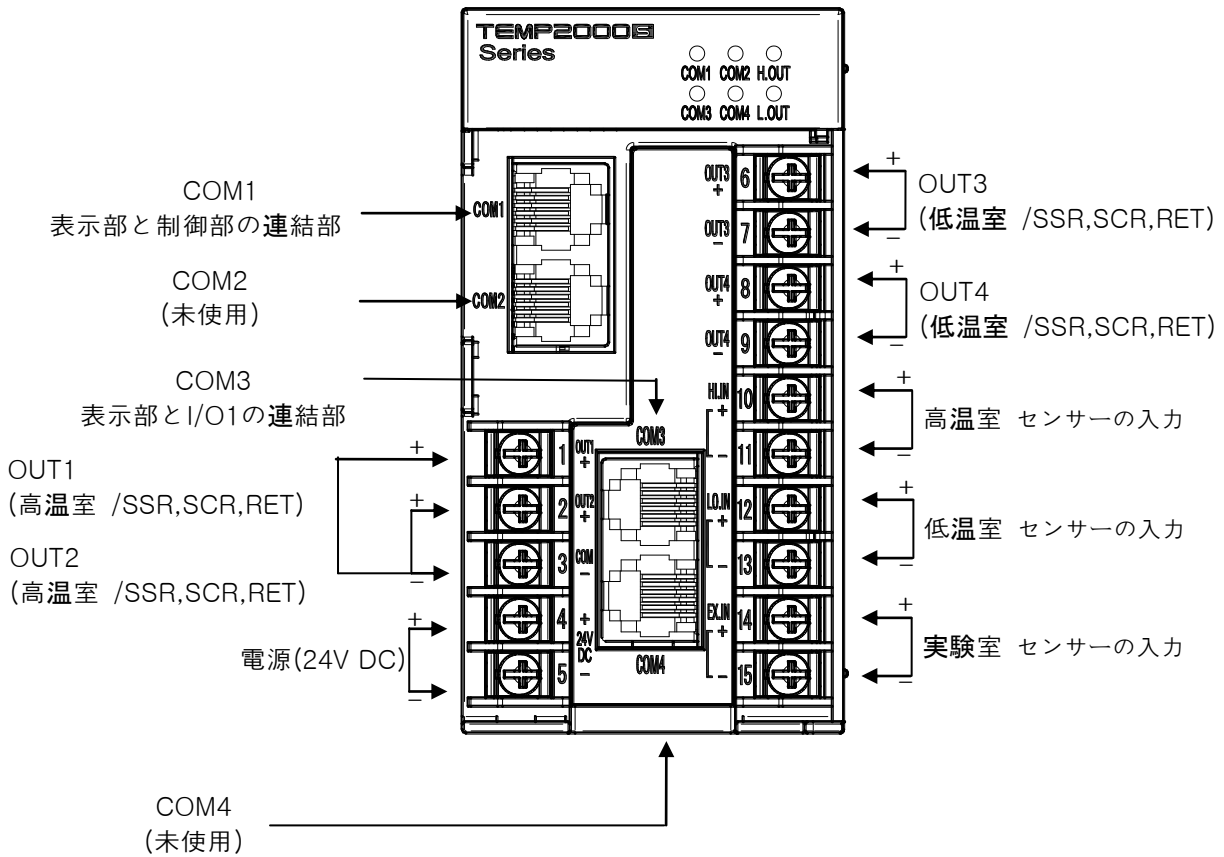 TEMP2000S
Series
COM1 COM2 H.OUT
COM3 COM4 L.OUT
COM1
表示部と制御部の連結部
COM2
(未使用)
COM3
表示部とI/O1の連結部
OUT1
(高温室 /SSR,SCR,RET)
OUT2
(高温室 /SSR,SCR,RET)
電源(24V DC)
COM4
(未使用)
+
+
−
+
−
COM1
COM2
COM3
COM4
1 OUT1
+
2 OUT2
+
3 COM
−
4 +
24V
DC
5 −
OUT3 6
+
OUT3 7
−
OUT4 8
+
OUT4 9
−
HI.IN 10
+
− 11
LO.IN 12
+
− 13
EX.IN 14
+
− 15
+
OUT3
(低温室 /SSR,SCR,RET)
−
+
OUT4
(低温室 /SSR,SCR,RET)
−
+
高温室 センサーの入力
−
+
低温室 センサーの入力
−
+
実験室 センサーの入力
−